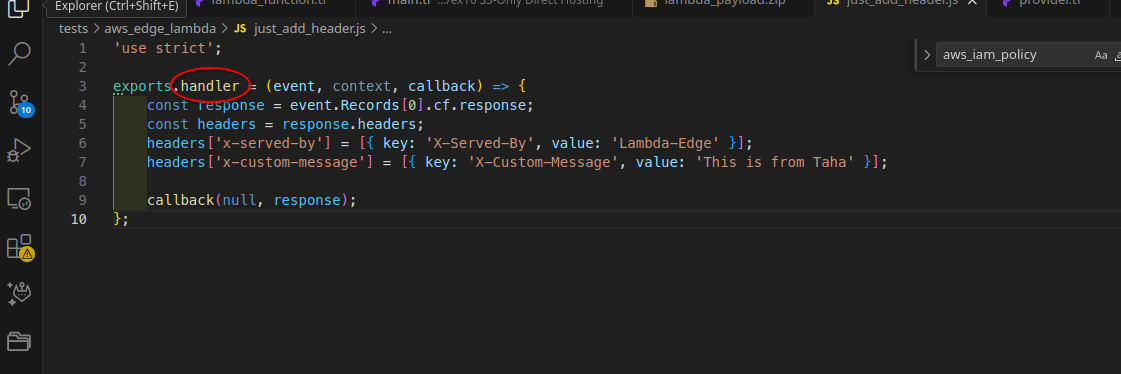 Explorer (Ctrl+Shift+E)
lambda_function.tf
main.tf .../ex10 S3-Only Direct Hosting
lambda_payload.zip
JS just_add_header.js
provider.tf
tests > aws_edge_lambda > JS just_add_header.js > ...
> aws_iam_policy Aa
1 'use strict';
2
3 exports.handler = (event, context, callback) => {
4 const response = event.Records[0].cf.response;
5 const headers = response.headers;
6 headers['x-served-by'] = [{ key: 'X-Served-By', value: 'Lambda-Edge' }];
7 headers['x-custom-message'] = [{ key: 'X-Custom-Message', value: 'This is from Taha' }];
8
9 callback(null, response);
10 };
10